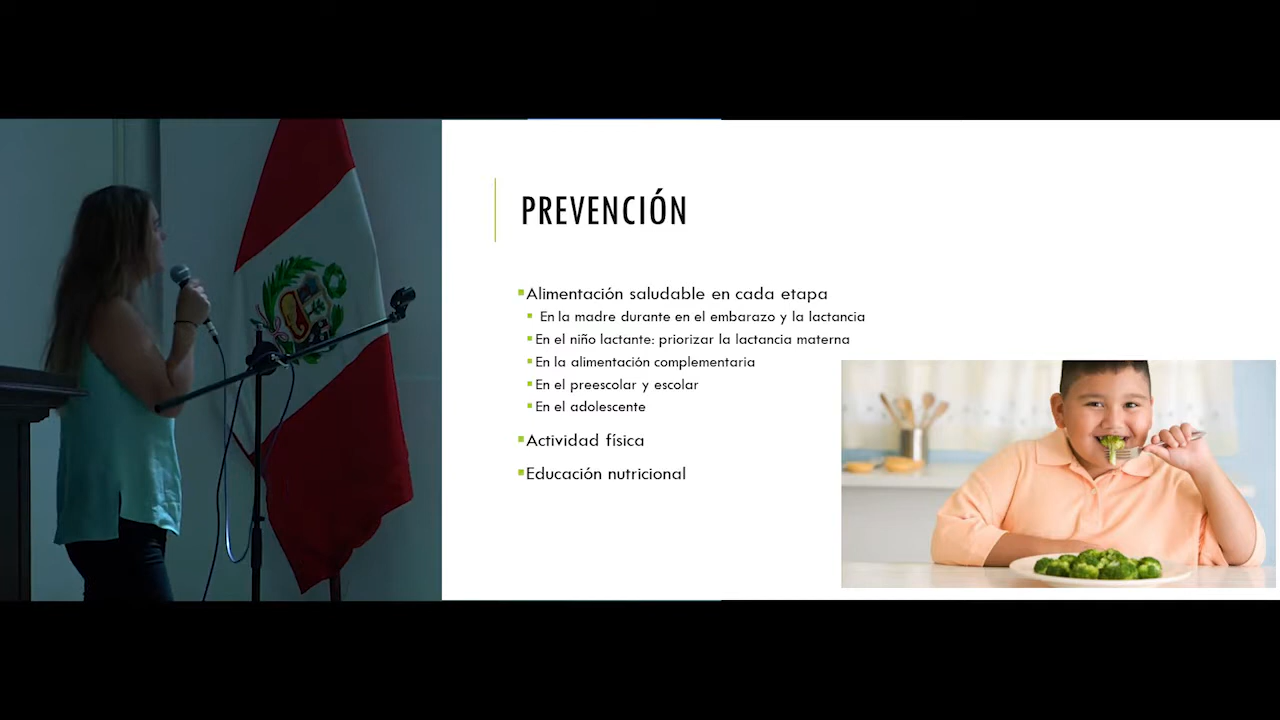 PREVENCIÓN
Alimentación saludable en cada etapa
En la madre durante en el embarazo y la lactancia
En el niño lactante: priorizar la lactancia materna
En la alimentación complementaria
En el preescolar y escolar
En el adolescente
Actividad física
Educación nutricional